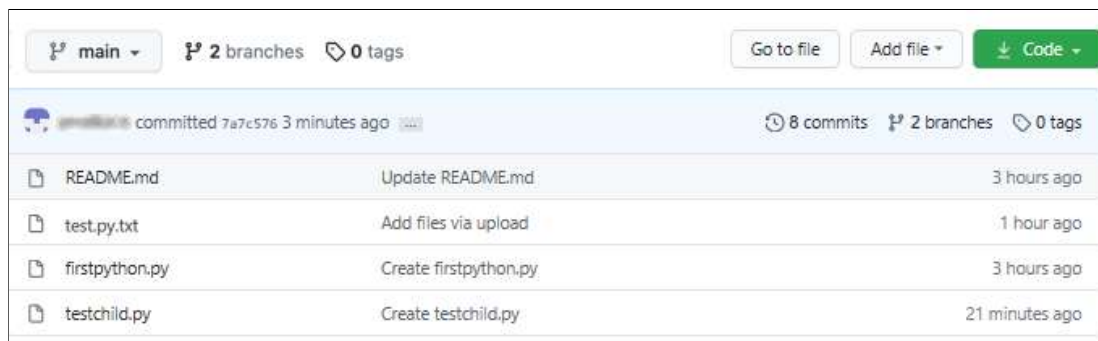 main 2 branches 0 tags Go to file Add file Code
committed 7a7c576 3 minutes ago ... 8 commits 2 branches 0 tags
README.md Update README.md 3 hours ago
test.py.txt Add files via upload 1 hour ago
firstpython.py Create firstpython.py 3 hours ago
testchild.py Create testchild.py 21 minutes ago